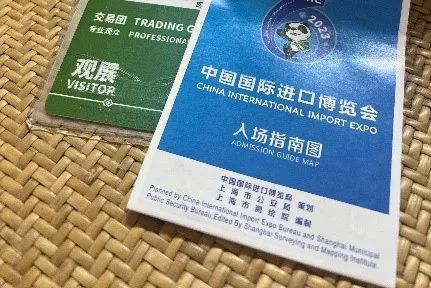 交易团 TRADING
专业观众 PROFESSIONA
观展
VISITOR
2023
中国国际进口博览会
CHINA INTERNATIONAL IMPORT EXPO
入场指南图
ADMISSION GUIDE MAP
中国国际进口博览局
上海市公安局 策划
上海市测绘院 编制
Planned by China International Import Expo Bureau and Shanghai Municipal
Public Security Bureau,Edited By Shanghai Surveying and Mapping Institute.